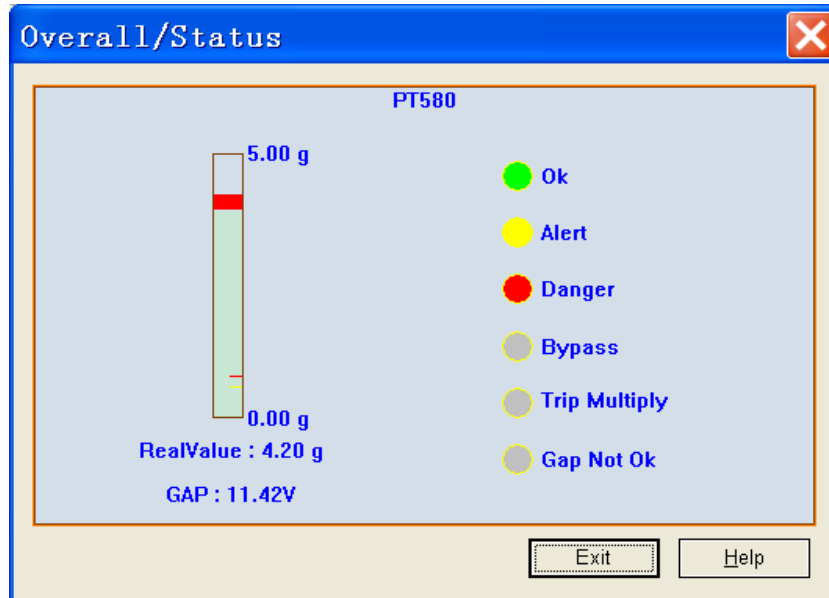 Overall/Status
PT580
5.00 g
0.00 g
RealValue : 4.20 g
GAP : 11.42V
Ok
Alert
Danger
Bypass
Trip Multiply
Gap Not Ok
Exit
Help